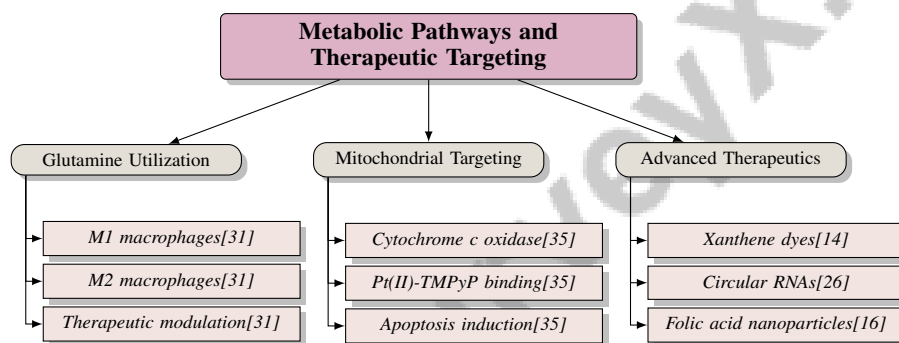 Metabolic Pathways and
Therapeutic Targeting
Glutamine Utilization
Mitochondrial Targeting
Advanced Therapeutics
M1 macrophages[31]
Cytochrome c oxidase[35]
Xanthene dyes[14]
M2 macrophages[31]
Pt(II)-TMPyP binding[35]
Circular RNAs[26]
Therapeutic modulation[31]
Apoptosis induction[35]
Folic acid nanoparticles[16]